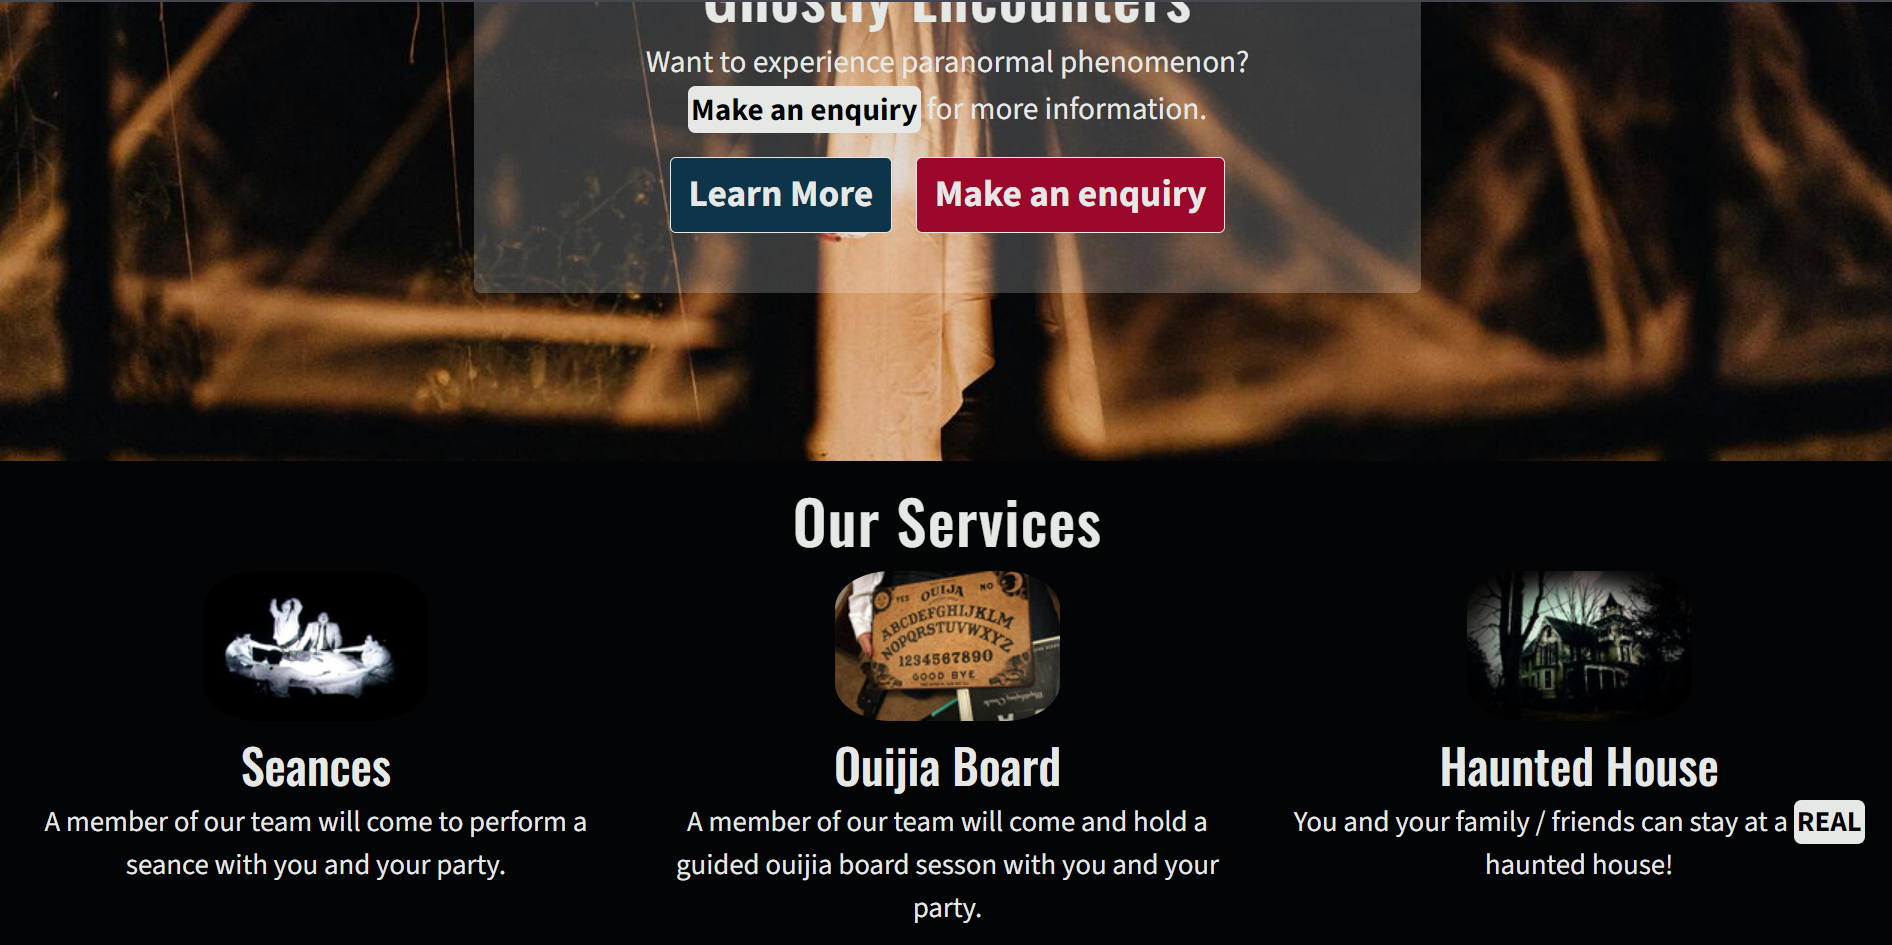 Ghostly Encounters
Want to experience paranormal phenomenon?
Make an enquiry for more information.
Learn More
Make an enquiry
Our Services
YES OUIJA NO
ABCDEFGHIJKLM
NOPQRSTUVWXYZ
1234567890
GOOD BYE
Seances
A member of our team will come to perform a
seance with you and your party.
Ouijia Board
A member of our team will come and hold a
guided ouijia board sesson with you and your
party.
Haunted House
You and your family / friends can stay at a REAL
haunted house!